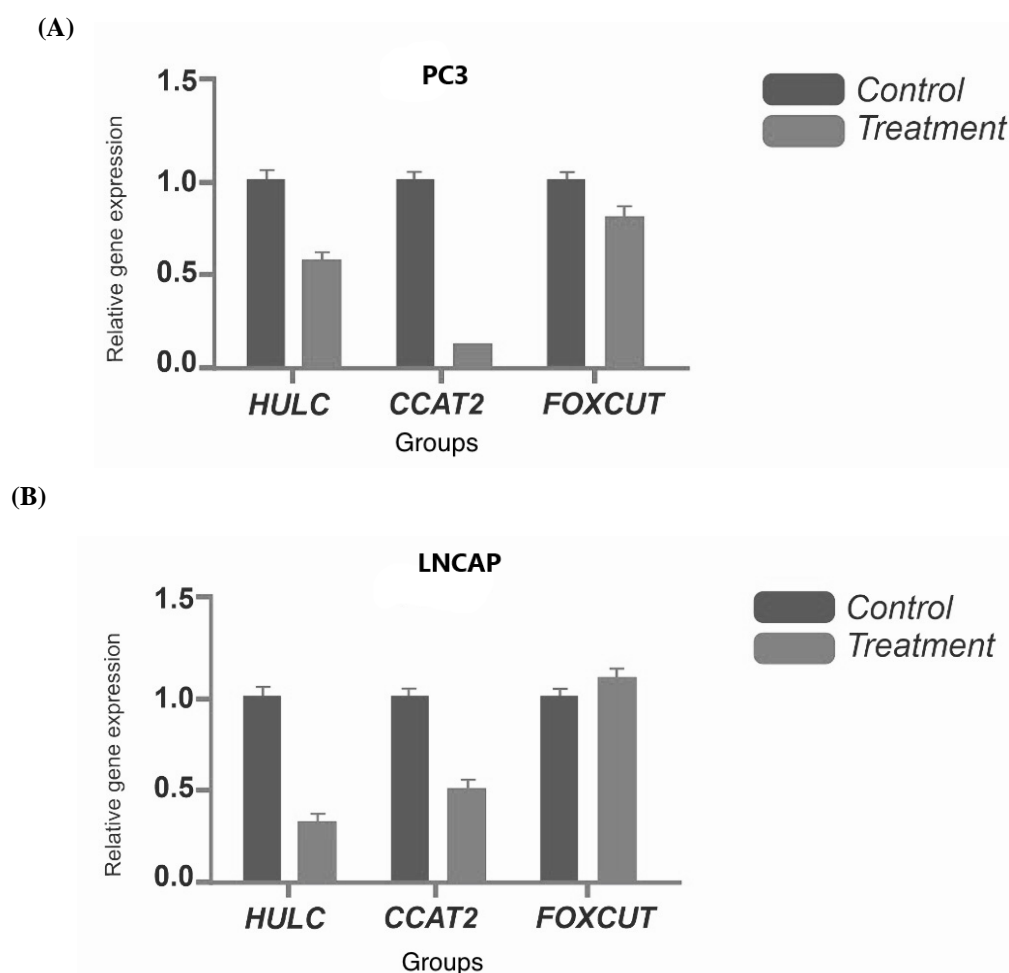 (A)
PC3
Control
Treatment
Relative gene expression
1.5
1.0
0.5
0.0
HULC CCAT2 FOXCUT
Groups
(B)
LNCAP
Control
Treatment
Relative gene expression
1.5
1.0
0.5
0.0
HULC CCAT2 FOXCUT
Groups